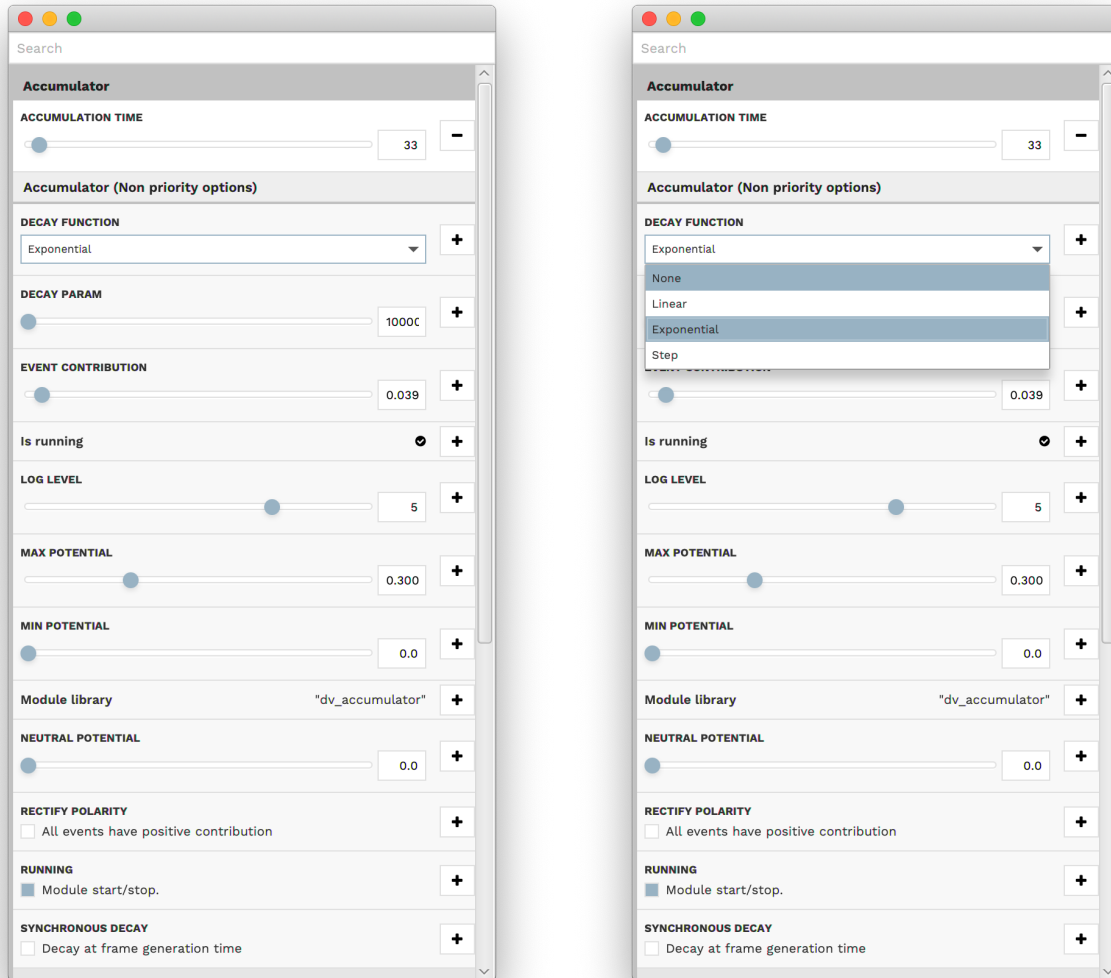 Search
Accumulator
ACCUMULATION TIME
33
Accumulator (Non priority options)
DECAY FUNCTION
Exponential
DECAY PARAM
1000
EVENT CONTRIBUTION
0.039
Is running
LOG LEVEL
5
MAX POTENTIAL
0.300
MIN POTENTIAL
0.0
Module library "dv_accumulator"
NEUTRAL POTENTIAL
0.0
RECTIFY POLARITY
All events have positive contribution
RUNNING
Module start/stop.
SYNCHRONOUS DECAY
Decay at frame generation time
Search
Accumulator
ACCUMULATION TIME
33
Accumulator (Non priority options)
DECAY FUNCTION
Exponential
None
Linear
Exponential
Step
EVENT CONTRIBUTION
0.039
Is running
LOG LEVEL
5
MAX POTENTIAL
0.300
MIN POTENTIAL
0.0
Module library "dv_accumulator"
NEUTRAL POTENTIAL
0.0
RECTIFY POLARITY
All events have positive contribution
RUNNING
Module start/stop.
SYNCHRONOUS DECAY
Decay at frame generation time